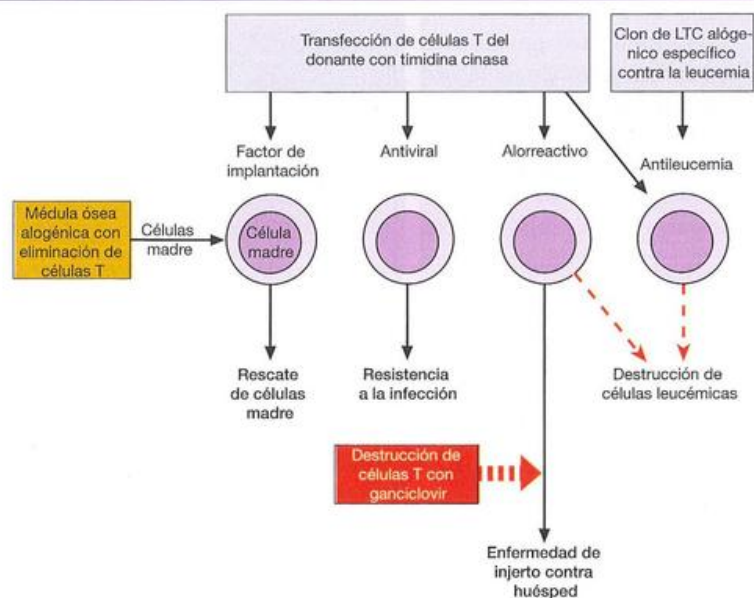 Transfección de células T del
donante con timidina cinasa
Clon de LTC alóge-
nico específico
contra la leucemia
Factor de
implantación
Antiviral
Alorreactivo
Antileucemia
Médula ósea
alogénica con
eliminación de
células T
Células
madre
Célula
madre
Rescate
de células
madre
Resistencia
a la infección
Destrucción de
células leucémicas
Destrucción de
células T con
ganciclovir
Enfermedad de
injerto contra
huésped